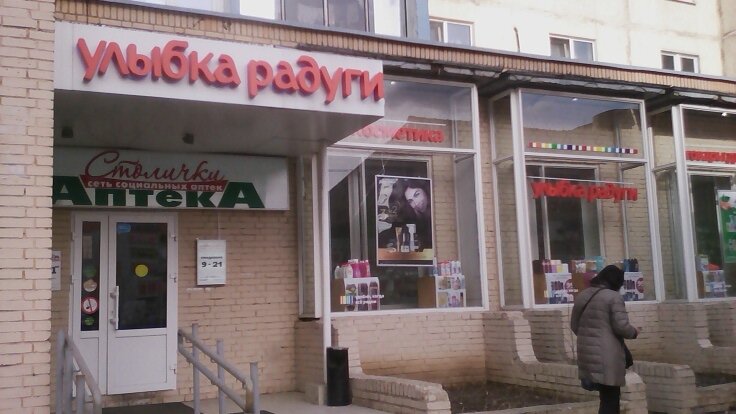 улыбка радуги
Столички
сеть социальных аптек
АптекА
9 - 21
косметика
улыбка радуги